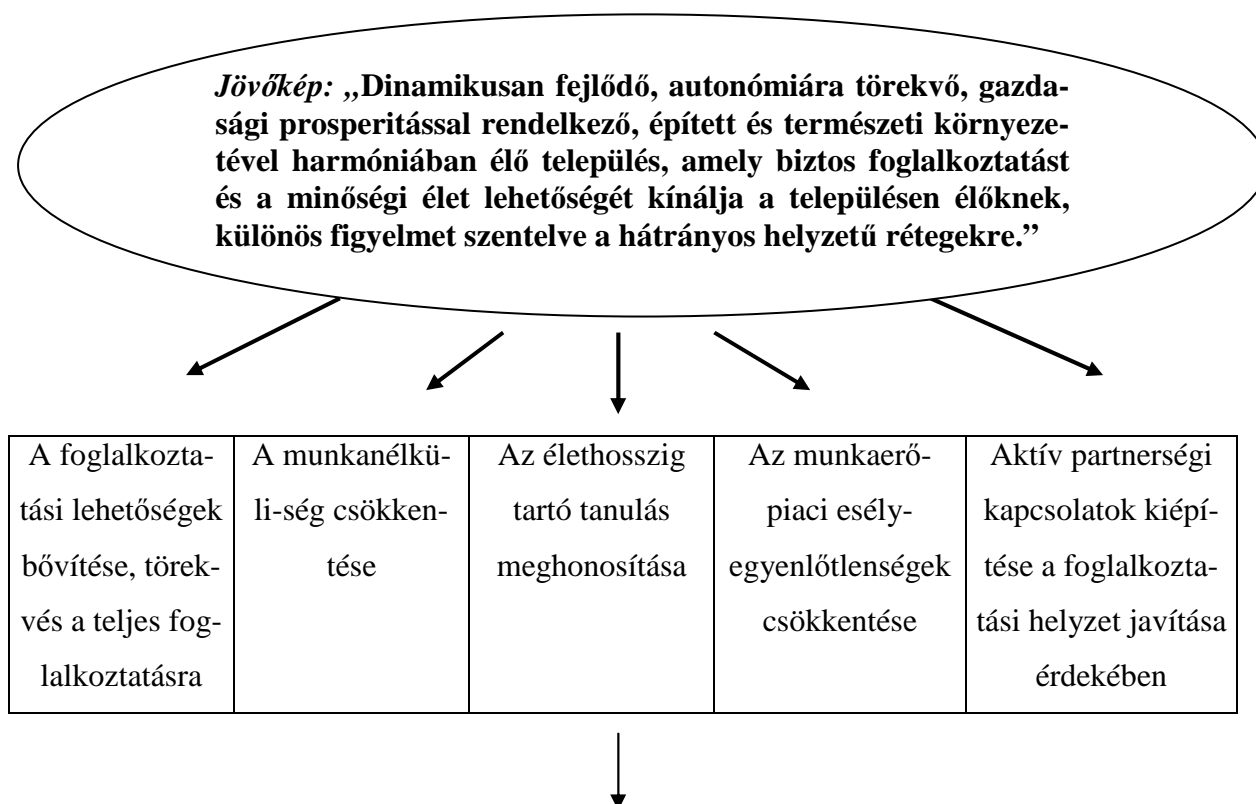 Jövőkép: „Dinamikusan fejlődő, autonómiára törekvő, gazda-
sági prosperitással rendelkező, épített és természeti környeze-
tével harmóniában élő település, amely biztos foglalkoztatást
és a minőségi élet lehetőségét kínálja a településen élőknek,
különös figyelmet szentelve a hátrányos helyzetű rétegekre.”
A foglalkozta-
tási lehetőségek
bővítése, törek-
vés a teljes fog-
lalkoztatásra
A munkanélkü-
li-ség csökken-
tése
Az élethosszig
tartó tanulás
meghonosítása
Az munkaerő-
piaci esély-
egyenlőtlenségek
csökkentése
Aktív partnerségi
kapcsolatok kiépí-
tése a foglalkozta-
tási helyzet javítása
érdekében